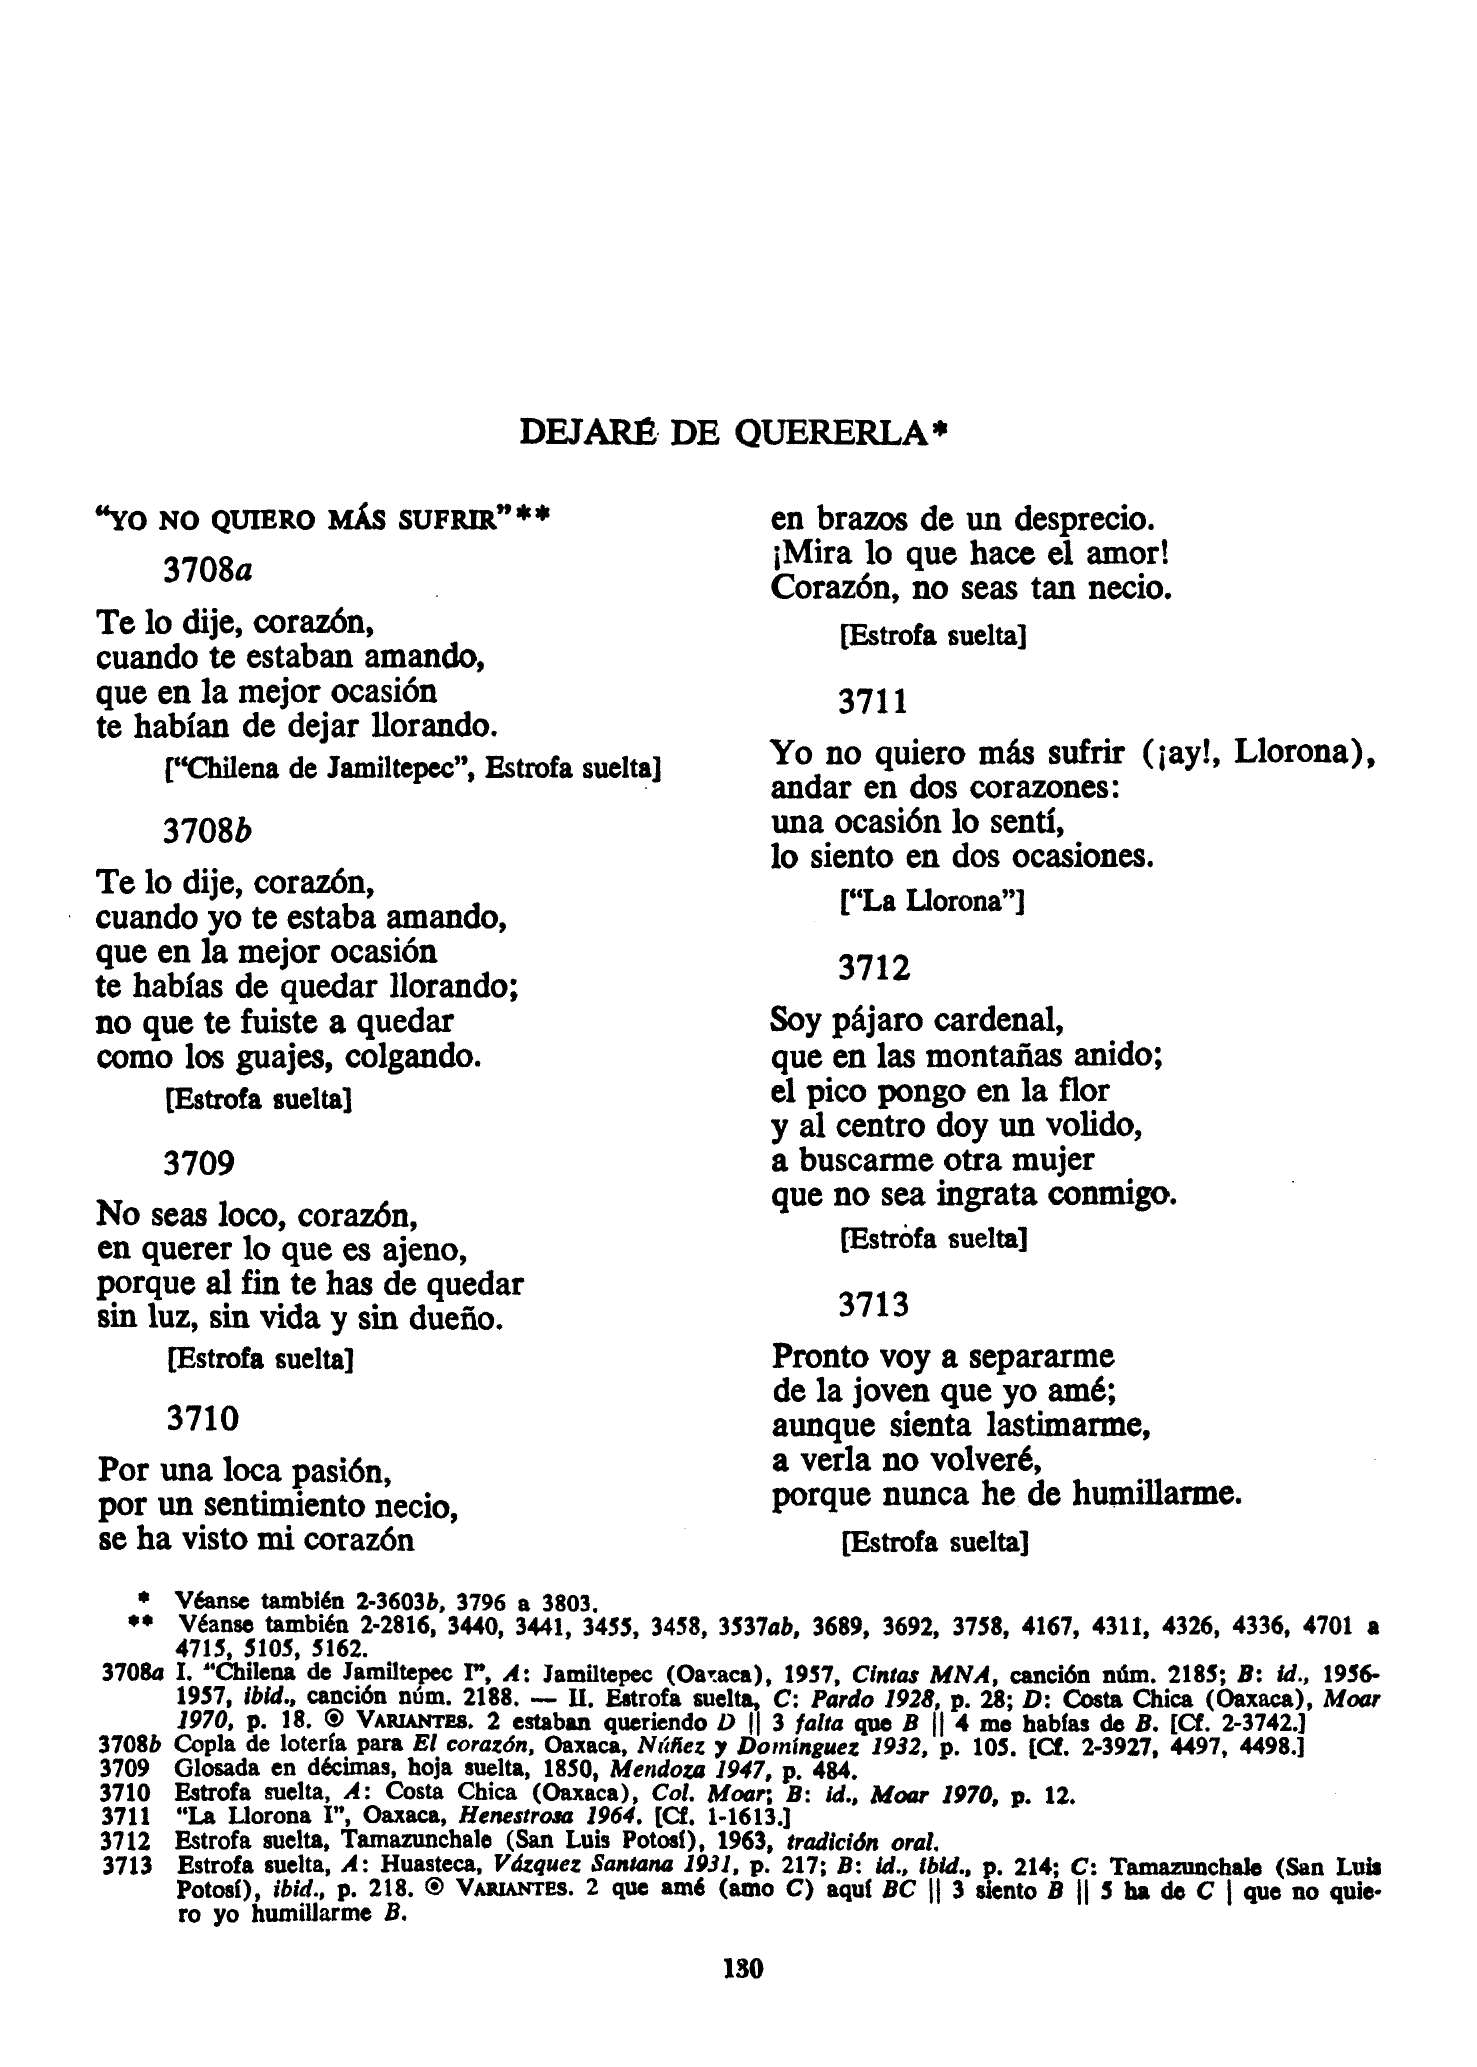 DEJARÉ DE QUERERLA*
“YO NO QUIERO MÁS SUFRIR”**
3708a
Te lo dije, corazón,
cuando te estaban amando,
que en la mejor ocasión
te habían de dejar llorando.
[“Chilena de Jamiltepec”, Estrofa suelta]
3708b
Te lo dije, corazón,
cuando yo te estaba amando,
que en la mejor ocasión
te habías de quedar llorando;
no que te fuiste a quedar
como los guajes, colgando.
[Estrofa suelta]
3709
No seas loco, corazón,
en querer lo que es ajeno,
porque al fin te has de quedar
sin luz, sin vida y sin dueño.
[Estrofa suelta]
3710
Por una loca pasión,
por un sentimiento necio,
se ha visto mi corazón
en brazos de un desprecio.
¡Mira lo que hace el amor!
Corazón, no seas tan necio.
[Estrofa suelta]
3711
Yo no quiero más sufrir (¡ay!, Llorona),
andar en dos corazones:
una ocasión lo sentí,
lo siento en dos ocasiones.
[“La Llorona”]
3712
Soy pájaro cardenal,
que en las montañas anido;
el pico pongo en la flor
y al centro doy un volido,
a buscarme otra mujer
que no sea ingrata conmigo.
[Estrofa suelta]
3713
Pronto voy a separarme
de la joven que yo amé;
aunque sienta lastimarme,
a verla no volveré,
porque nunca he de humillarme.
[Estrofa suelta]
* Véanse también 2-3603b, 3796 a 3803.
** Véanse también 2-2816, 3440, 3441, 3455, 3458, 3537ab, 3689, 3692, 3758, 4167, 4311, 4326, 4336, 4701 a
4715, 5105, 5162.
3708a I. “Chilena de Jamiltepec I”, A: Jamiltepec (Oaxaca), 1957, Cintas MNA, canción núm. 2185; B: id., 1956-
1957, ibid., canción núm. 2188. — II. Estrofa suelta, C: Pardo 1928, p. 28; D: Costa Chica (Oaxaca), Moar
1970, p. 18. ⊙ VARIANTES. 2 estaban queriendo D || 3 falta que B || 4 me habías de B. [Cf. 2-3742.]
3708b Copla de lotería para El corazón, Oaxaca, Núñez y Domínguez 1932, p. 105. [Cf. 2-3927, 4497, 4498.]
3709 Glosada en décimas, hoja suelta, 1850, Mendoza 1947, p. 484.
3710 Estrofa suelta, A: Costa Chica (Oaxaca), Col. Moar; B: id., Moar 1970, p. 12.
3711 “La Llorona I”, Oaxaca, Henestrosa 1964. [Cf. 1-1613.]
3712 Estrofa suelta, Tamazunchale (San Luis Potosí), 1963, tradición oral.
3713 Estrofa suelta, A: Huasteca, Vázquez Santana 1931, p. 217; B: id., ibid., p. 214; C: Tamazunchale (San Luis
Potosí), ibid., p. 218. ⊙ VARIANTES. 2 que amé (amo C) aquí BC || 3 siento B || 5 ha de C | que no quie-
ro yo humillarme B.
130